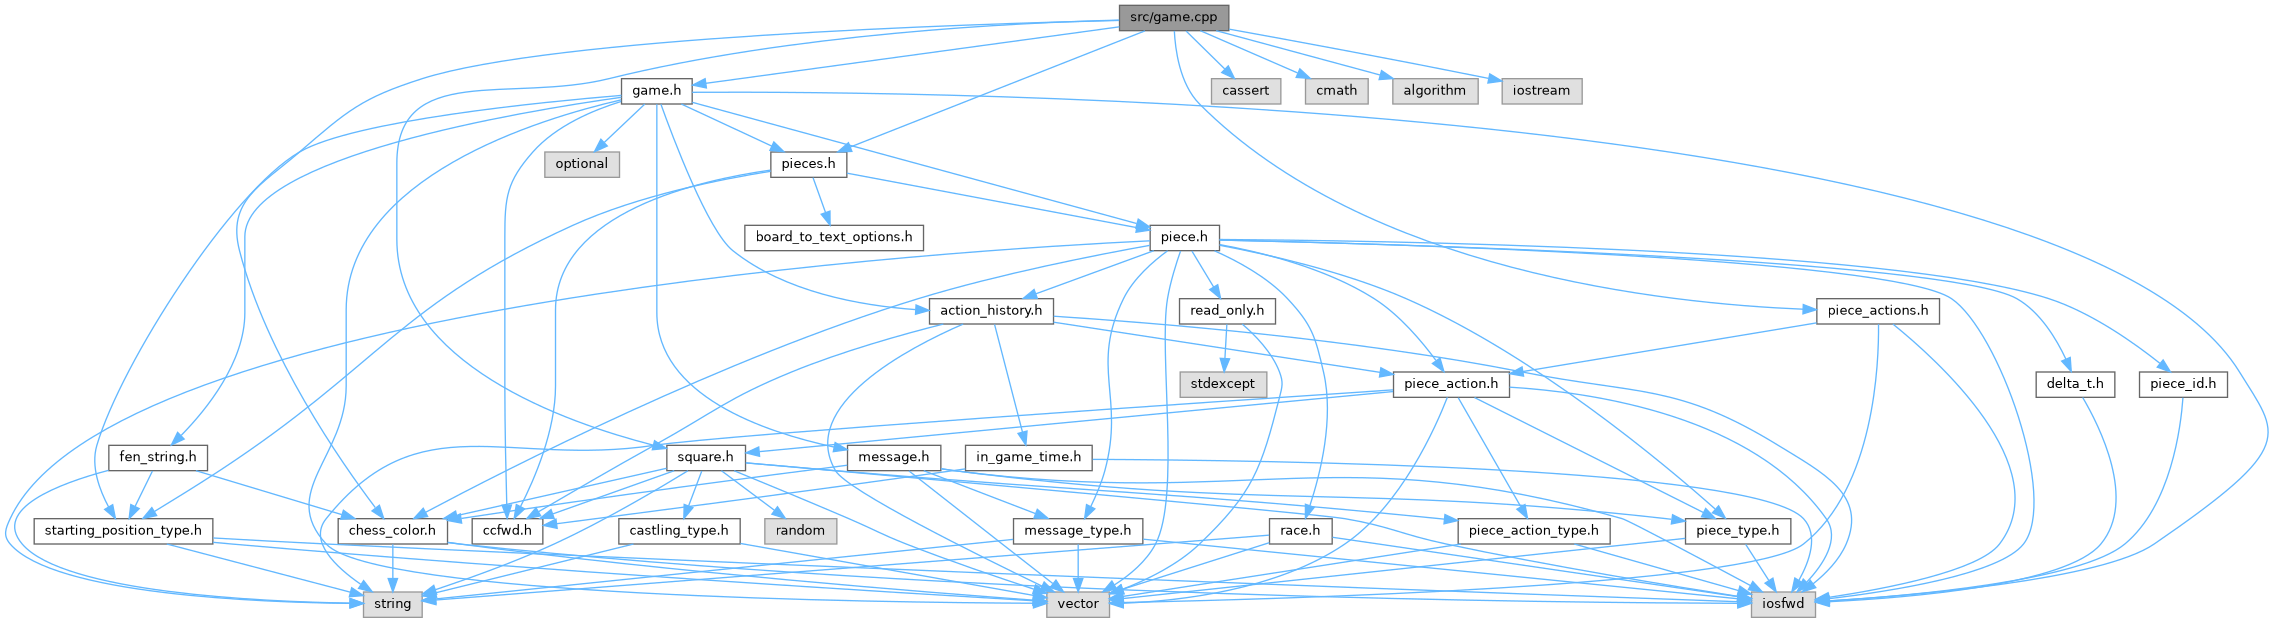 src/game.cpp
game.h
cassert
cmath
algorithm
iostream
optional
pieces.h
board_to_text_options.h
piece.h
action_history.h
read_only.h
piece_actions.h
stdexcept
piece_action.h
delta_t.h
piece_id.h
fen_string.h
square.h
message.h
in_game_time.h
starting_position_type.h
chess_color.h
ccfwd.h
castling_type.h
random
message_type.h
race.h
piece_action_type.h
piece_type.h
string
vector
iosfwd